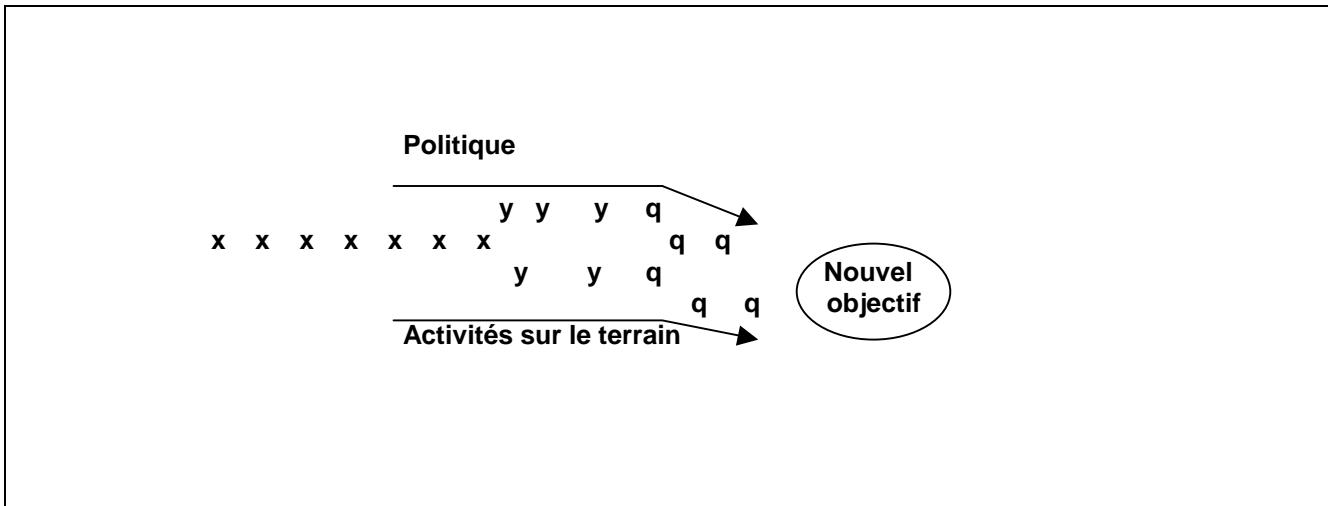 Politique
y y y q
x x x x x x x q q
y y q
Nouvel
objectif
q q
Activités sur le terrain